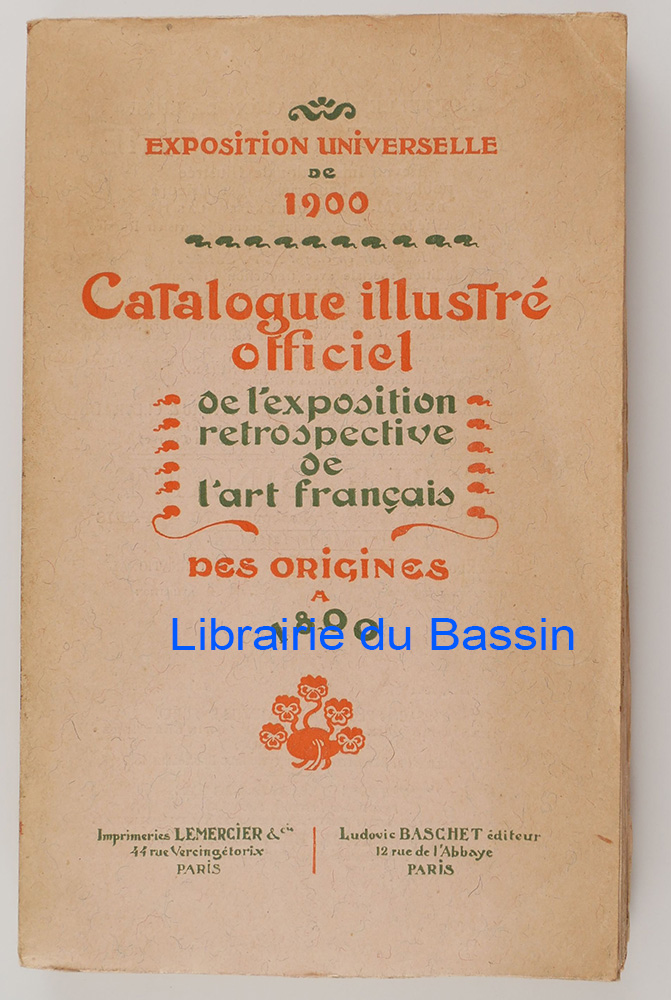 EXPOSITION UNIVERSELLE
DE
1900
Catalogue illustré
officiel
de l'exposition
retrospective
de
l'art français
DES ORIGINES
A
1800
Librairie du Bassin
Imprimeries LEMERCIER & Cie
44 rue Vercingétorix
PARIS
Ludovic BASCHET éditeur
12 rue de l'Abbaye
PARIS